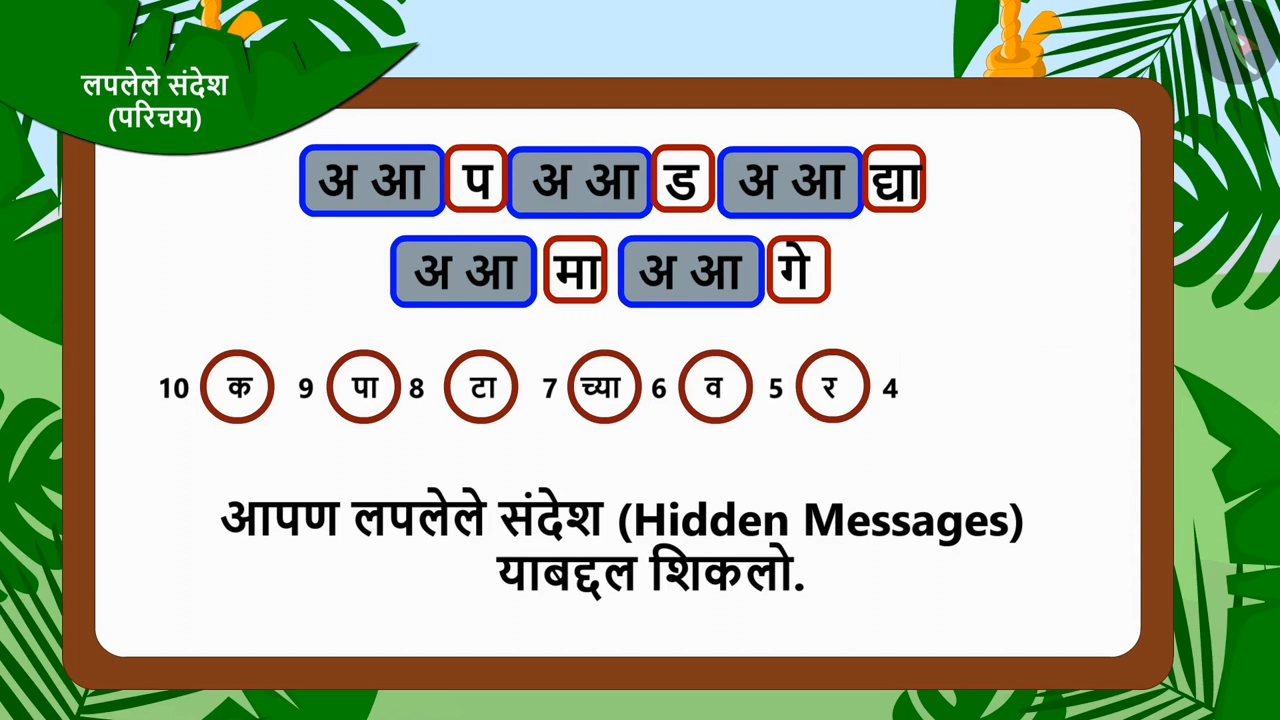 लपलेले संदेश
(परिचय)
अ आ प अ आ ड अ आ द्या
अ आ मा अ आ गे
10 क 9 पा 8 टा 7 च्या 6 व 5 र 4
आपण लपलेले संदेश (Hidden Messages)
याबद्दल शिकलो.